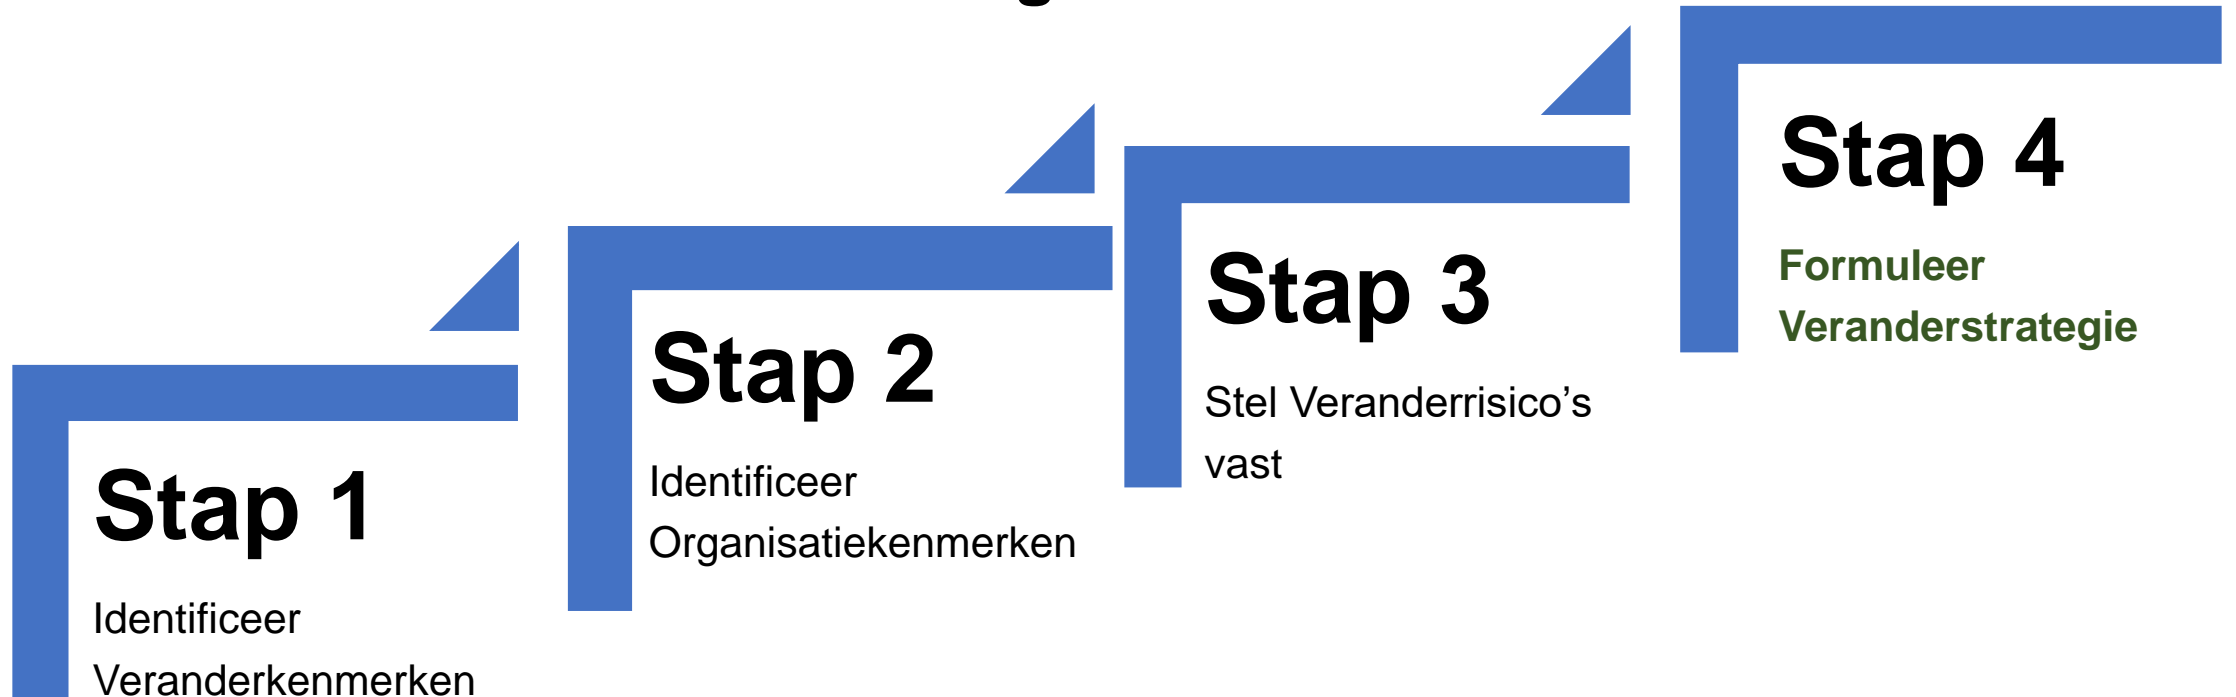 Stap 1
Identificeer
Veranderkenmerken
Stap 2
Identificeer
Organisatiekenmerken
Stap 3
Stel Veranderrisico’s
vast
Stap 4
Formuleer
Veranderstrategie